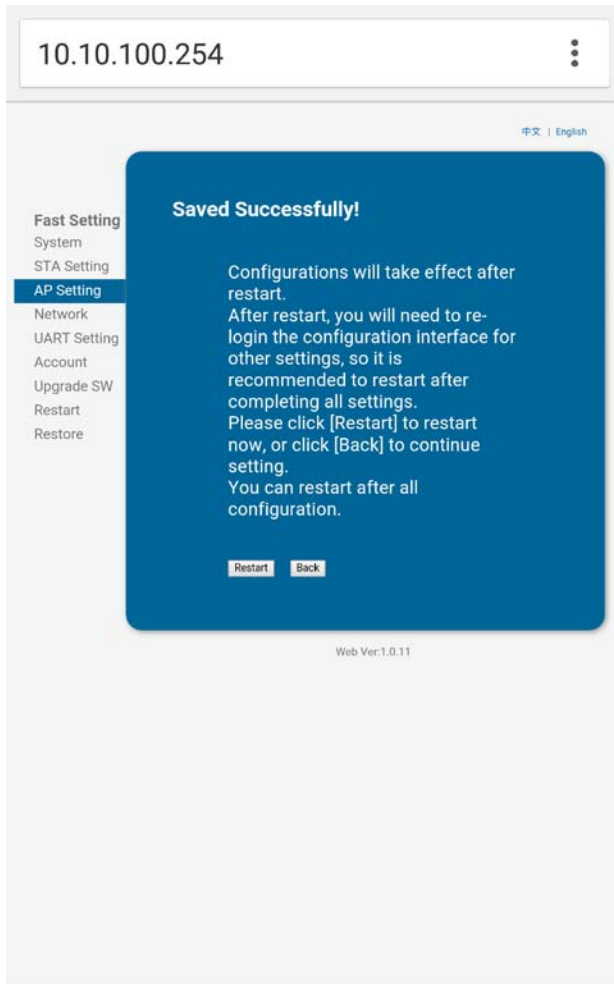 10.10.100.254
中文 | English
Fast Setting
System
STA Setting
AP Setting
Network
UART Setting
Account
Upgrade SW
Restart
Restore
Saved Successfully!
Configurations will take effect after
restart.
After restart, you will need to re-
login the configuration interface for
other settings, so it is
recommended to restart after
completing all settings.
Please click [Restart] to restart
now, or click [Back] to continue
setting.
You can restart after all
configuration.
Restart Back
Web Ver:1.0.11